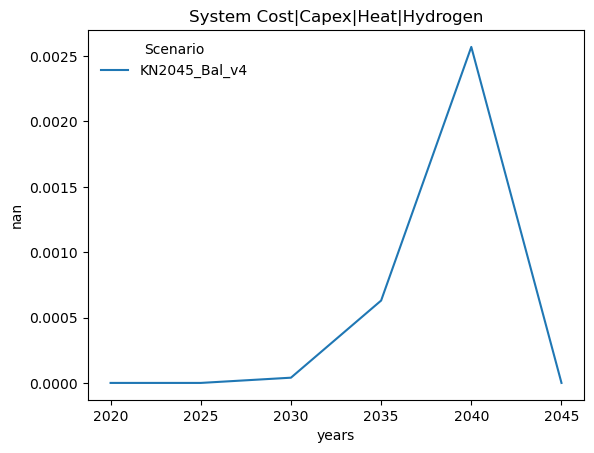 System Cost|Capex|Heat|Hydrogen
Scenario
KN2045_Bal_v4
0.0025
0.0020
0.0015
0.0010
0.0005
0.0000
nan
2020 2025 2030 2035 2040 2045
years